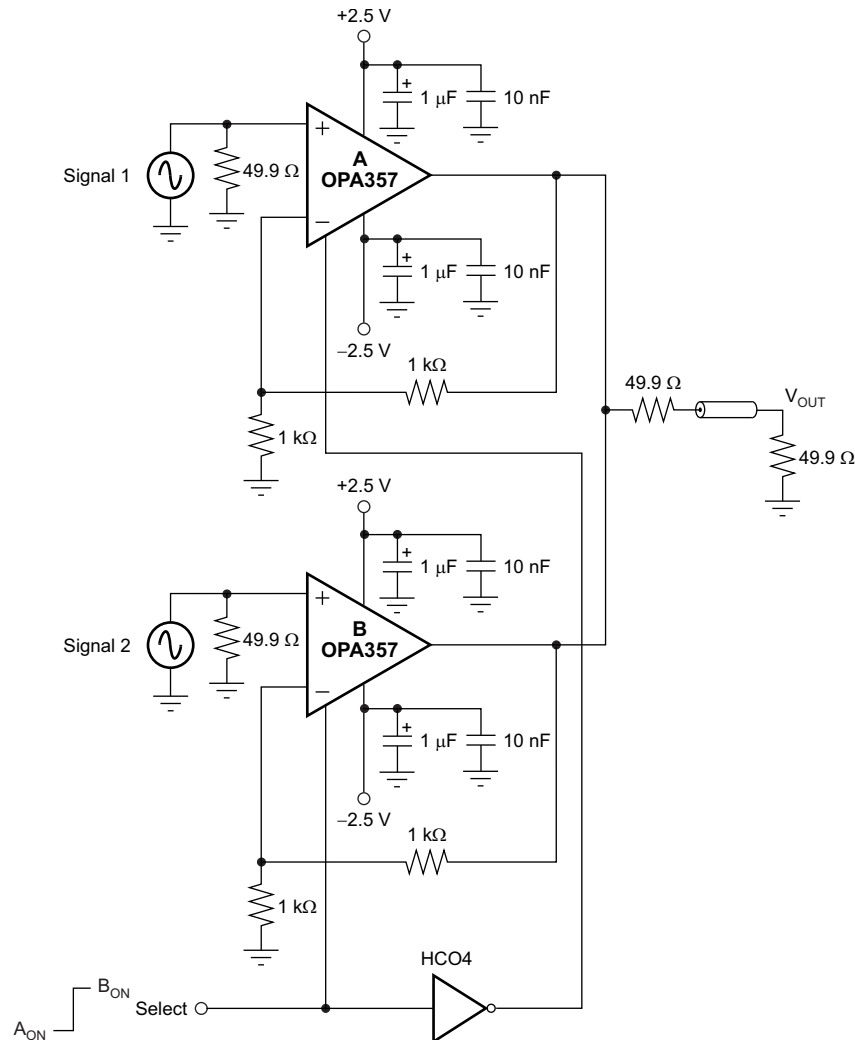 +2.5 V
+
1 µF
10 nF
+
A
OPA357
Signal 1
49.9 Ω
−
+
1 µF
10 nF
−2.5 V
1 kΩ
49.9 Ω
V_OUT
1 kΩ
49.9 Ω
+2.5 V
+
1 µF
10 nF
+
B
OPA357
Signal 2
49.9 Ω
−
+
1 µF
10 nF
−2.5 V
1 kΩ
1 kΩ
HCO4
B_ON
Select
A_ON